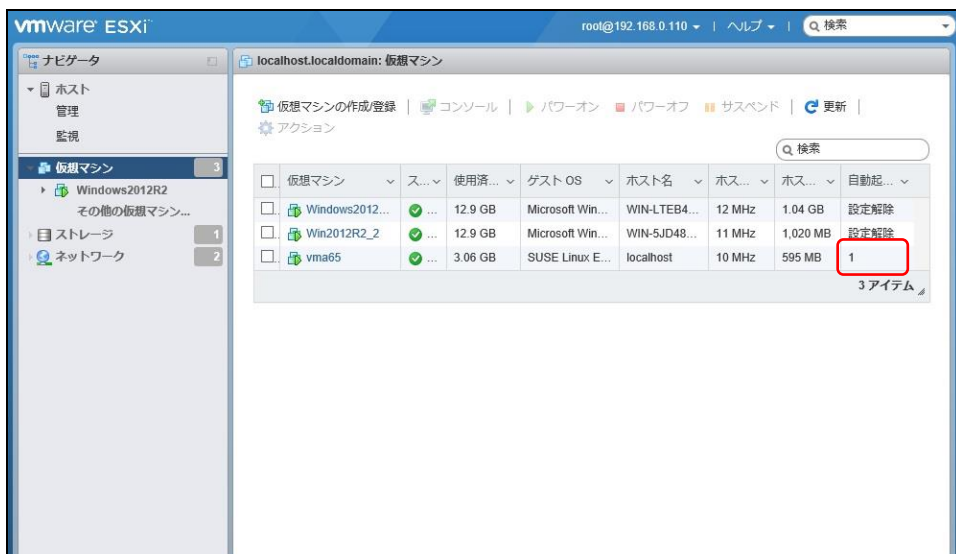 vmware ESXi™
root@192.168.0.110 | ヘルプ | 検索
ナビゲータ
localhost.localdomain: 仮想マシン
ホスト
管理
監視
仮想マシン 3
Windows2012R2
その他の仮想マシン...
ストレージ 1
ネットワーク 2
仮想マシンの作成/登録 | コンソール | パワーオン パワーオフ サスペンド | 更新 |
アクション
検索
仮想マシン ス... 使用済... ゲスト OS ホスト名 ホス... ホス... 自動起...
Windows2012... ... 12.9 GB Microsoft Win... WIN-LTEB4... 12 MHz 1.04 GB 設定解除
Win2012R2_2 ... 12.9 GB Microsoft Win... WIN-5JD48... 11 MHz 1,020 MB 設定解除
vma65 ... 3.06 GB SUSE Linux E... localhost 10 MHz 595 MB 1
3 アイテム